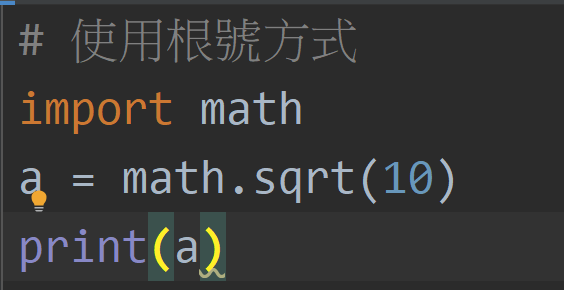 # 使用根號方式
import math
a = math.sqrt(10)
print(a)